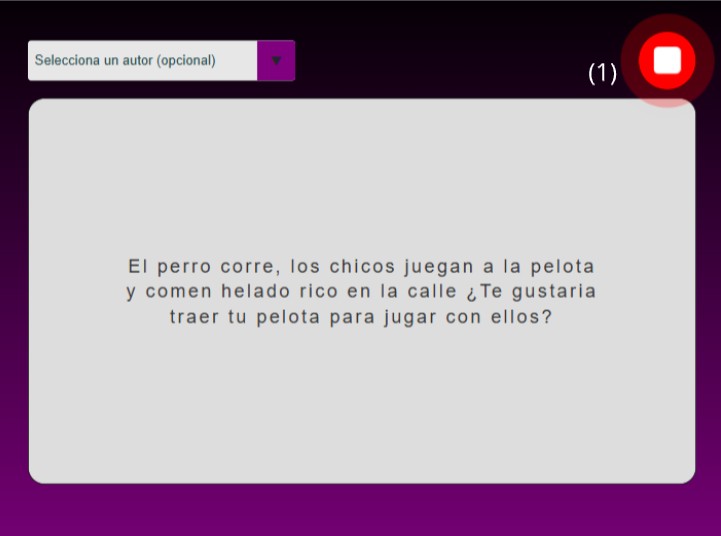 Selecciona un autor (opcional)
(1)
El perro corre, los chicos juegan a la pelota
y comen helado rico en la calle ¿Te gustaria
traer tu pelota para jugar con ellos?